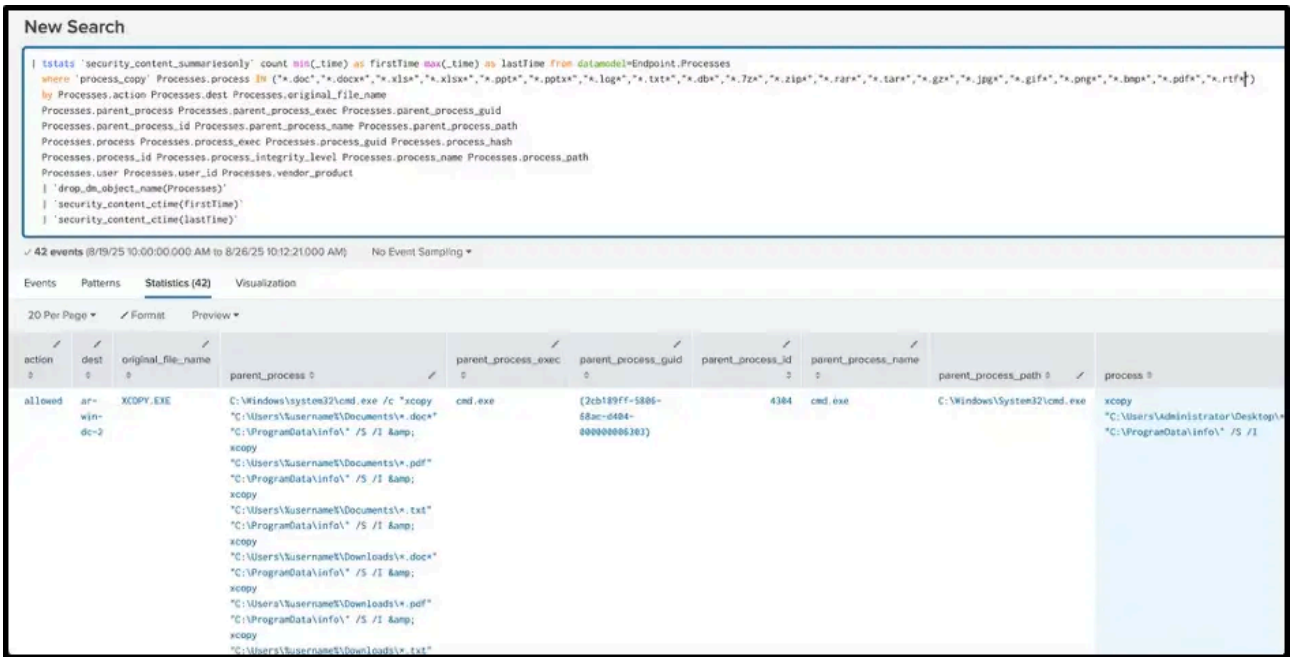 New Search
| tstats `security_content_summariesonly` count min(_time) as firstTime max(_time) as lastTime from datamodel=Endpoint.Processes
where `process_copy` Processes.process IN ("*.doc","*.docx*","*.xls*","*.xlsx*","*.ppt*","*.pptx*","*.log*","*.txt*","*.db*","*.7z*","*.zip*","*.rar*","*.tar*","*.gz*","*.jpg*","*.gif*","*.png*","*.bmp*","*.pdf*","*.rtf*")
by Processes.action Processes.dest Processes.original_file_name
Processes.parent_process Processes.parent_process_exec Processes.parent_process_guid
Processes.parent_process_id Processes.parent_process_name Processes.parent_process_path
Processes.process Processes.process_exec Processes.process_guid Processes.process_hash
Processes.process_id Processes.process_integrity_level Processes.process_name Processes.process_path
Processes.user Processes.user_id Processes.vendor_product
| `drop_dm_object_name(Processes)`
| `security_content_ctime(firstTime)`
| `security_content_ctime(lastTime)`
42 events (8/19/25 10:00:00.000 AM to 8/26/25 10:12:21.000 AM) No Event Sampling
Events Patterns Statistics (42) Visualization
20 Per Page Format Preview
action dest original_file_name parent_process parent_process_exec parent_process_guid parent_process_id parent_process_name parent_process_path process
allowed ar- XCOPY.EXE C:\Windows\system32\cmd.exe /c "xcopy cmd.exe {2cb189ff-5806- 4304 cmd.exe C:\Windows\System32\cmd.exe xcopy
win- "C:\Users\%username%\Documents\*.doc*" 68ac-d404- "C:\Users\Administrator\Desktop\*
dc-2 "C:\ProgramData\info\" /S /I &amp; 000000006303} "C:\ProgramData\info\" /S /I
xcopy
"C:\Users\%username%\Documents\*.pdf"
"C:\ProgramData\info\" /S /I &amp;
xcopy
"C:\Users\%username%\Documents\*.txt"
"C:\ProgramData\info\" /S /I &amp;
xcopy
"C:\Users\%username%\Downloads\*.doc*"
"C:\ProgramData\info\" /S /I &amp;
xcopy
"C:\Users\%username%\Downloads\*.pdf"
"C:\ProgramData\info\" /S /I &amp;
xcopy
"C:\Users\%username%\Downloads\*.txt"